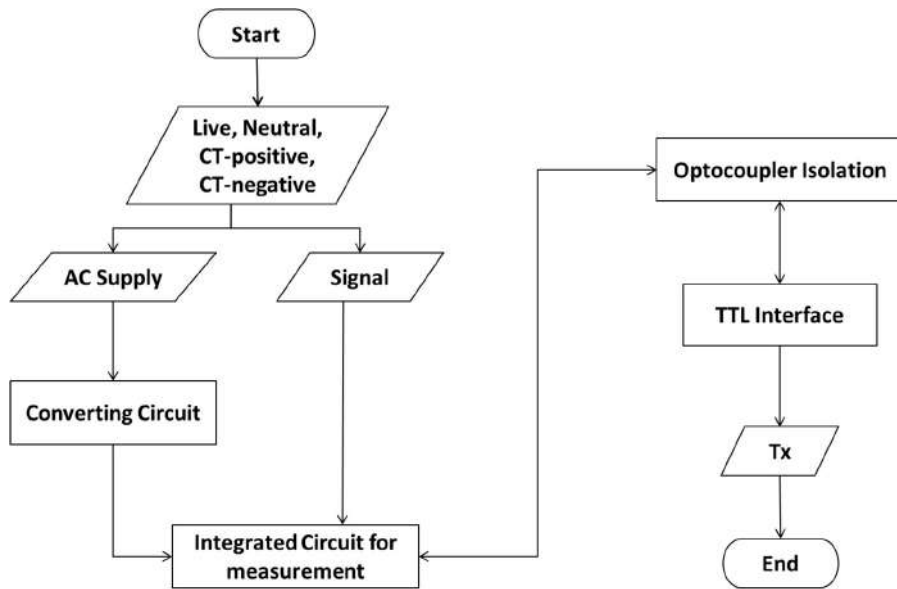 Start
Live, Neutral,
CT-positive,
CT-negative
AC Supply
Signal
Converting Circuit
Integrated Circuit for
measurement
Optocoupler Isolation
TTL Interface
Tx
End